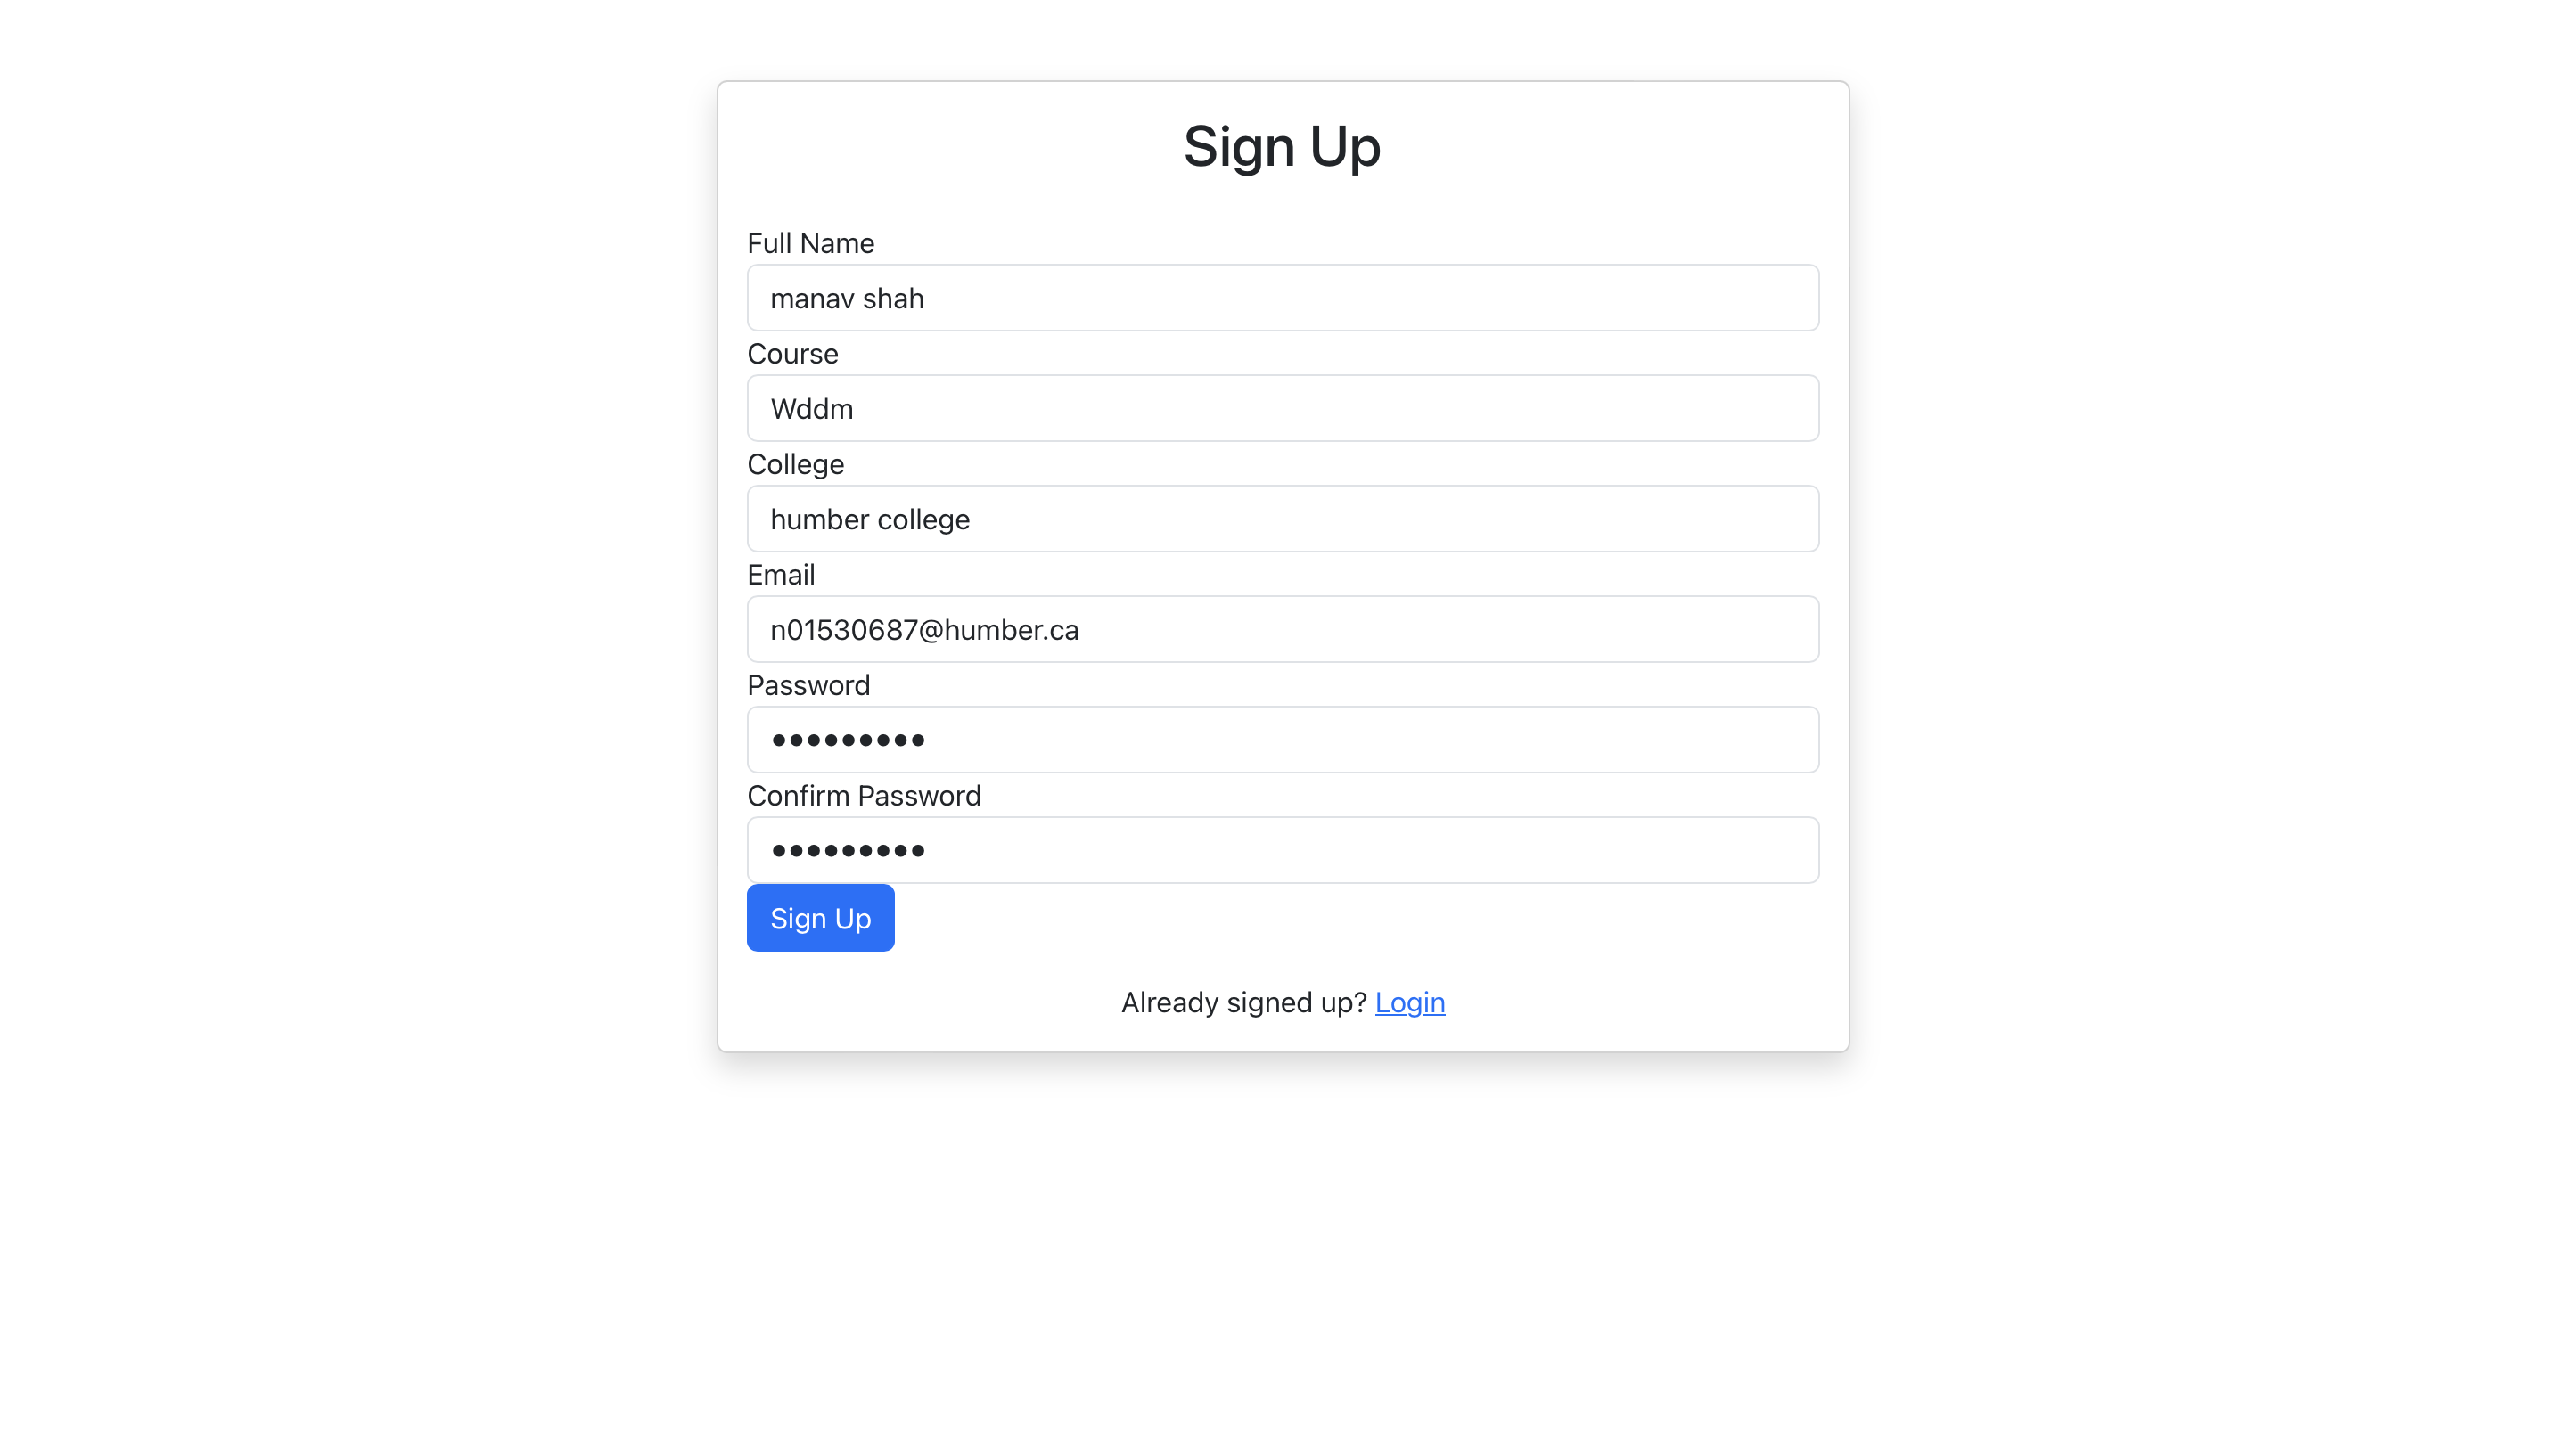 Sign Up
Full Name
manav shah
Course
Wddm
College
humber college
Email
n01530687@humber.ca
Password
•••••••••
Confirm Password
•••••••••
Sign Up
Already signed up? Login